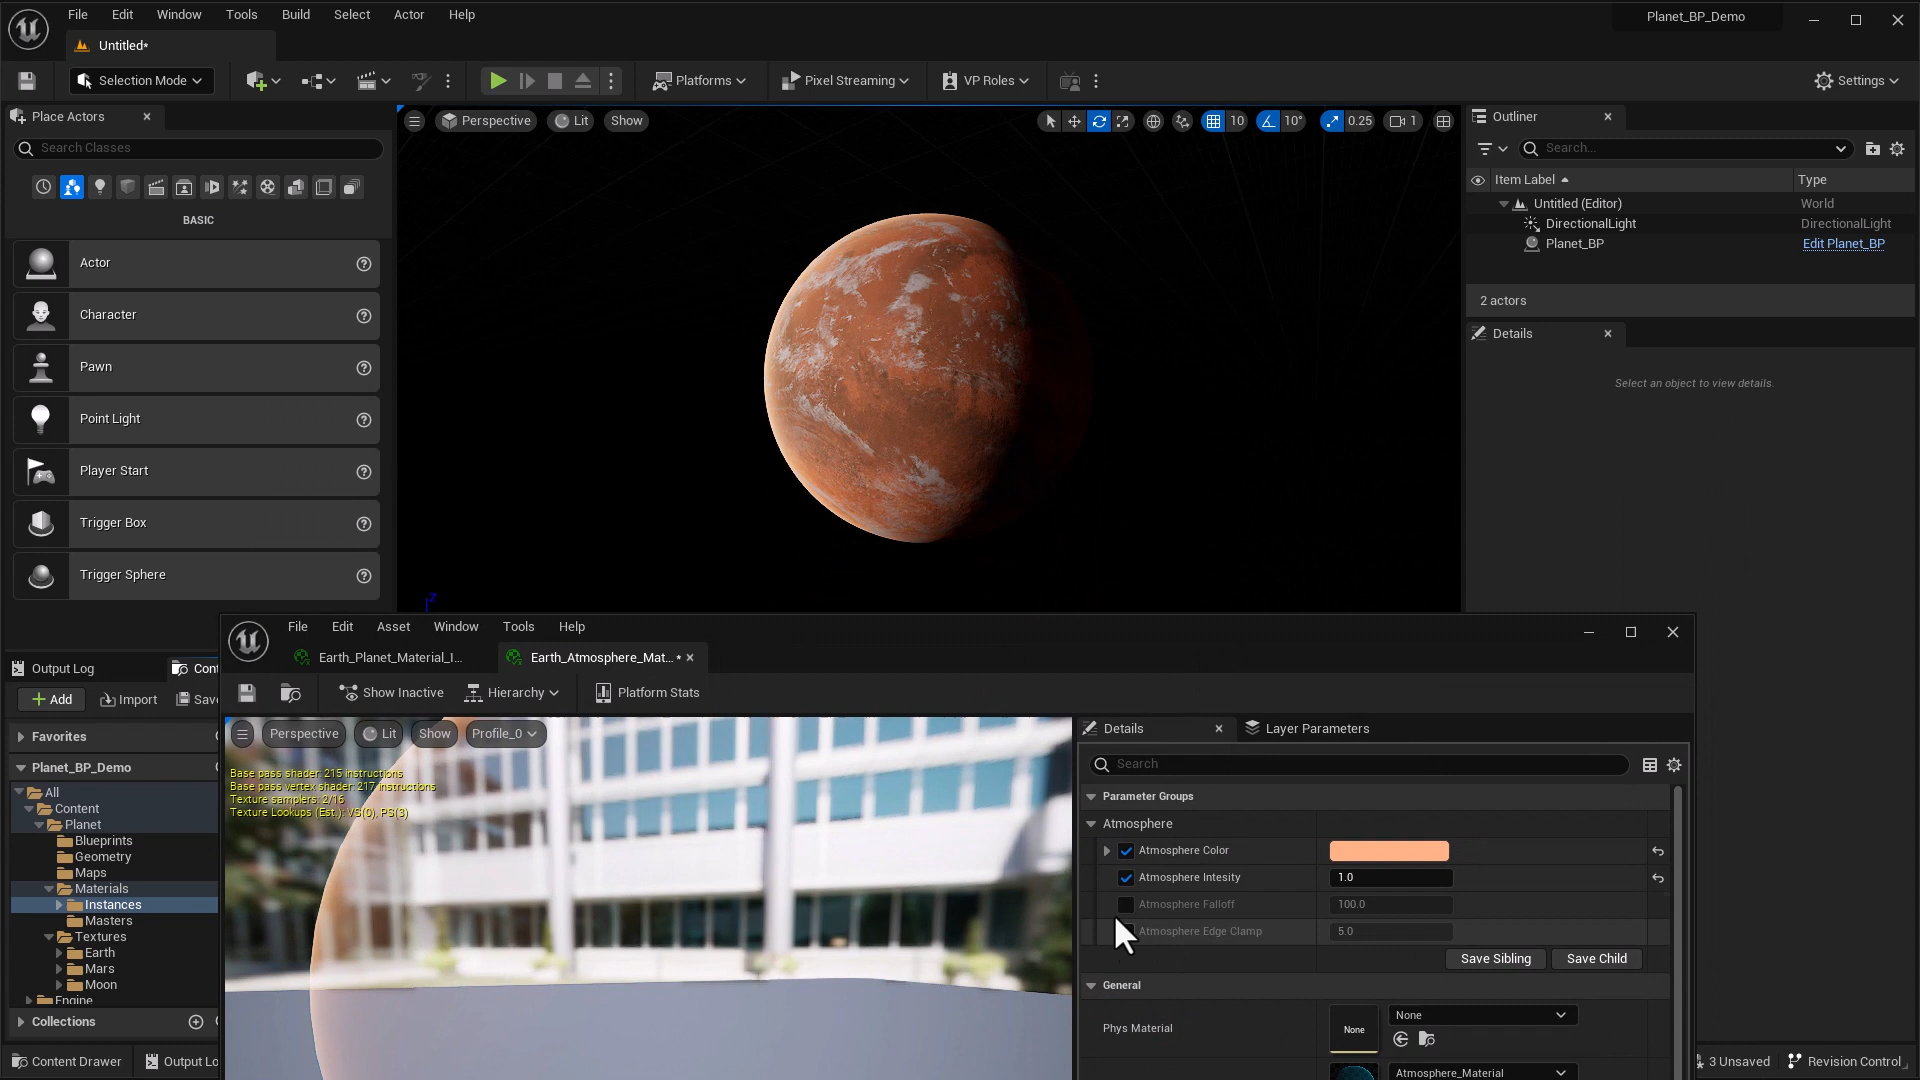 File Edit Window Tools Build Select Actor Help
Planet_BP_Demo
Untitled*
Selection Mode
Platforms
Pixel Streaming
VP Roles
Settings
Place Actors
Search Classes
BASIC
Actor
Character
Pawn
Point Light
Player Start
Trigger Box
Trigger Sphere
Perspective Lit Show
10 10° 0.25 1
Z
Outliner
Search...
Item Label Type
Untitled (Editor) World
DirectionalLight DirectionalLight
Planet_BP Edit Planet_BP
2 actors
Details
Select an object to view details.
Output Log
Cont
Add Import Save
Favorites
Planet_BP_Demo
All
Content
Planet
Blueprints
Geometry
Maps
Materials
Instances
Masters
Textures
Earth
Mars
Moon
Engine
Collections
Content Drawer Output Lo
File Edit Asset Window Tools Help
Earth_Planet_Material_I... Earth_Atmosphere_Mat... *
Show Inactive Hierarchy Platform Stats
Perspective Lit Show Profile_0
Base pass shader: 215 instructions
Base pass vertex shader: 217 instructions
Texture samplers: 2/16
Texture Lookups (Est.): VS(0), PS(3)
Details Layer Parameters
Search
Parameter Groups
Atmosphere
Atmosphere Color
Atmosphere Intesity 1.0
Atmosphere Falloff 100.0
Atmosphere Edge Clamp 5.0
Save Sibling Save Child
General
Phys Material None None
Atmosphere_Material
3 Unsaved Revision Control